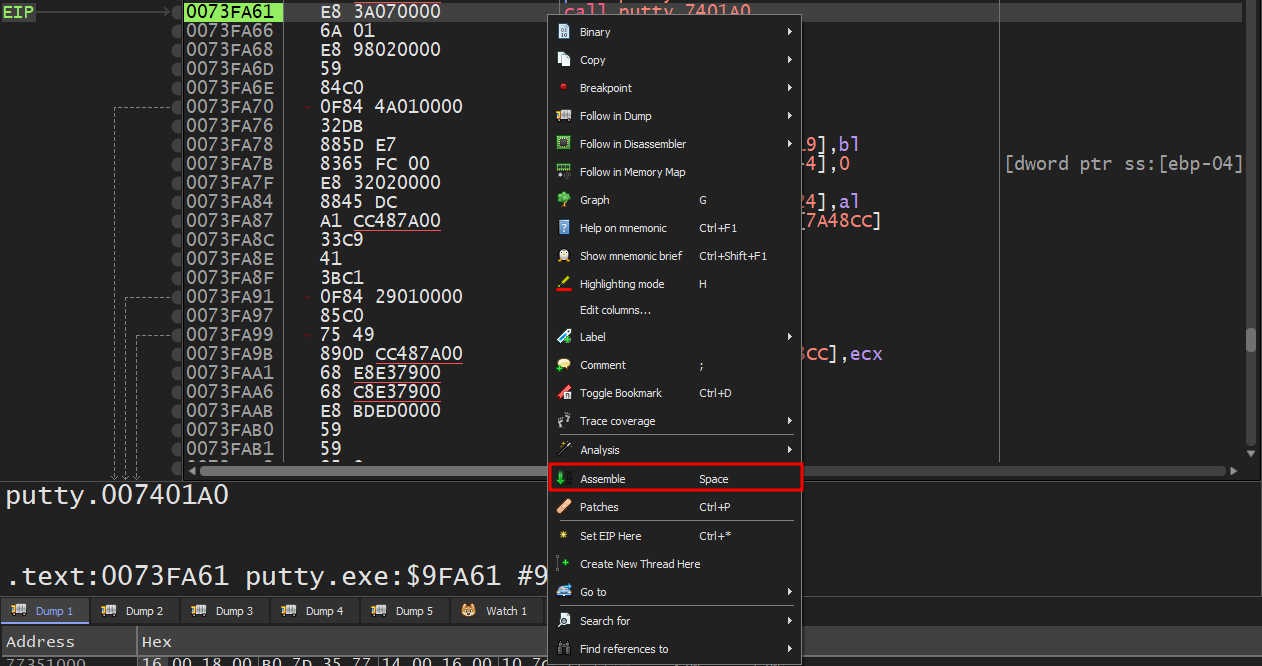 EIP 0073FA61 E8 3A070000 call putty.7401A0
0073FA66 6A 01
0073FA68 E8 98020000
0073FA6D 59
0073FA6E 84C0
0073FA70 0F84 4A010000
0073FA76 32DB
0073FA78 885D E7 19],bl
0073FA7B 8365 FC 00 -4],0 [dword ptr ss:[ebp-04]
0073FA7F E8 32020000
0073FA84 8845 DC 24],al
0073FA87 A1 CC487A00 [7A48CC]
0073FA8C 33C9
0073FA8E 41
0073FA8F 3BC1
0073FA91 0F84 29010000
0073FA97 85C0
0073FA99 75 49
0073FA9B 890D CC487A00 8CC],ecx
0073FAA1 68 E8E37900
0073FAA6 68 C8E37900
0073FAAB E8 BDED0000
0073FAB0 59
0073FAB1 59
Binary
Copy
Breakpoint
Follow in Dump
Follow in Disassembler
Follow in Memory Map
Graph G
Help on mnemonic Ctrl+F1
Show mnemonic brief Ctrl+Shift+F1
Highlighting mode H
Edit columns...
Label
Comment ;
Toggle Bookmark Ctrl+D
Trace coverage
Analysis
Assemble Space
Patches Ctrl+P
Set EIP Here Ctrl+*
Create New Thread Here
Go to
Search for
Find references to
putty.007401A0
.text:0073FA61 putty.exe:$9FA61 #9
Dump 1 Dump 2 Dump 3 Dump 4 Dump 5 Watch 1
Address Hex
77351000 16 00 18 00 B0 7D 35 77 14 00 16 00 10 7C